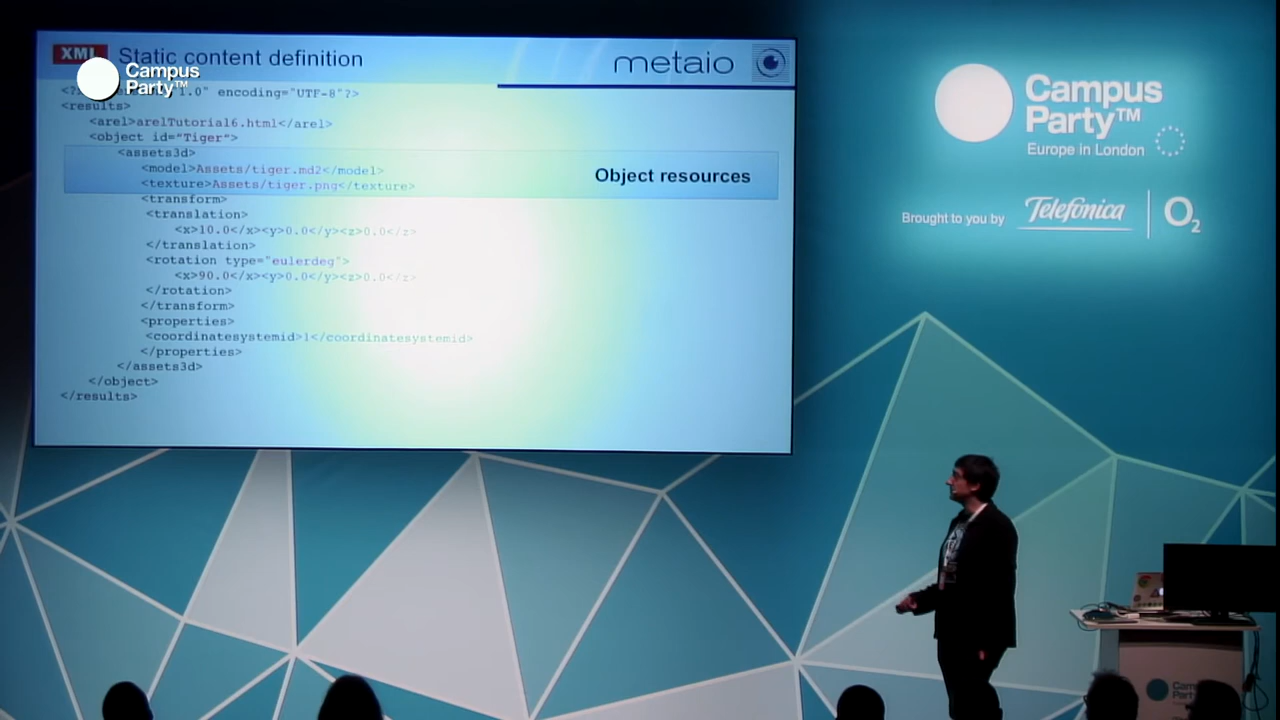 XML Static content definition
metaio
Campus
Party™
1.0" encoding="UTF-8"?>
<results>
<arel>arelTutorial6.html</arel>
<object id="Tiger">
<assets3d>
<model>Assets/tiger.md2</model>
<texture>Assets/tiger.png</texture>
Object resources
<transform>
<translation>
<x>10.0</x><y>0.0</y><z>0.0</z>
</translation>
<rotation type="eulerdeg">
<x>90.0</x><y>0.0</y><z>0.0</z>
</rotation>
</transform>
<properties>
<coordinatesystemid>1</coordinatesystemid>
</properties>
</assets3d>
</object>
</results>
Campus
Party™
Europe in London
Brought to you by Telefónica O2